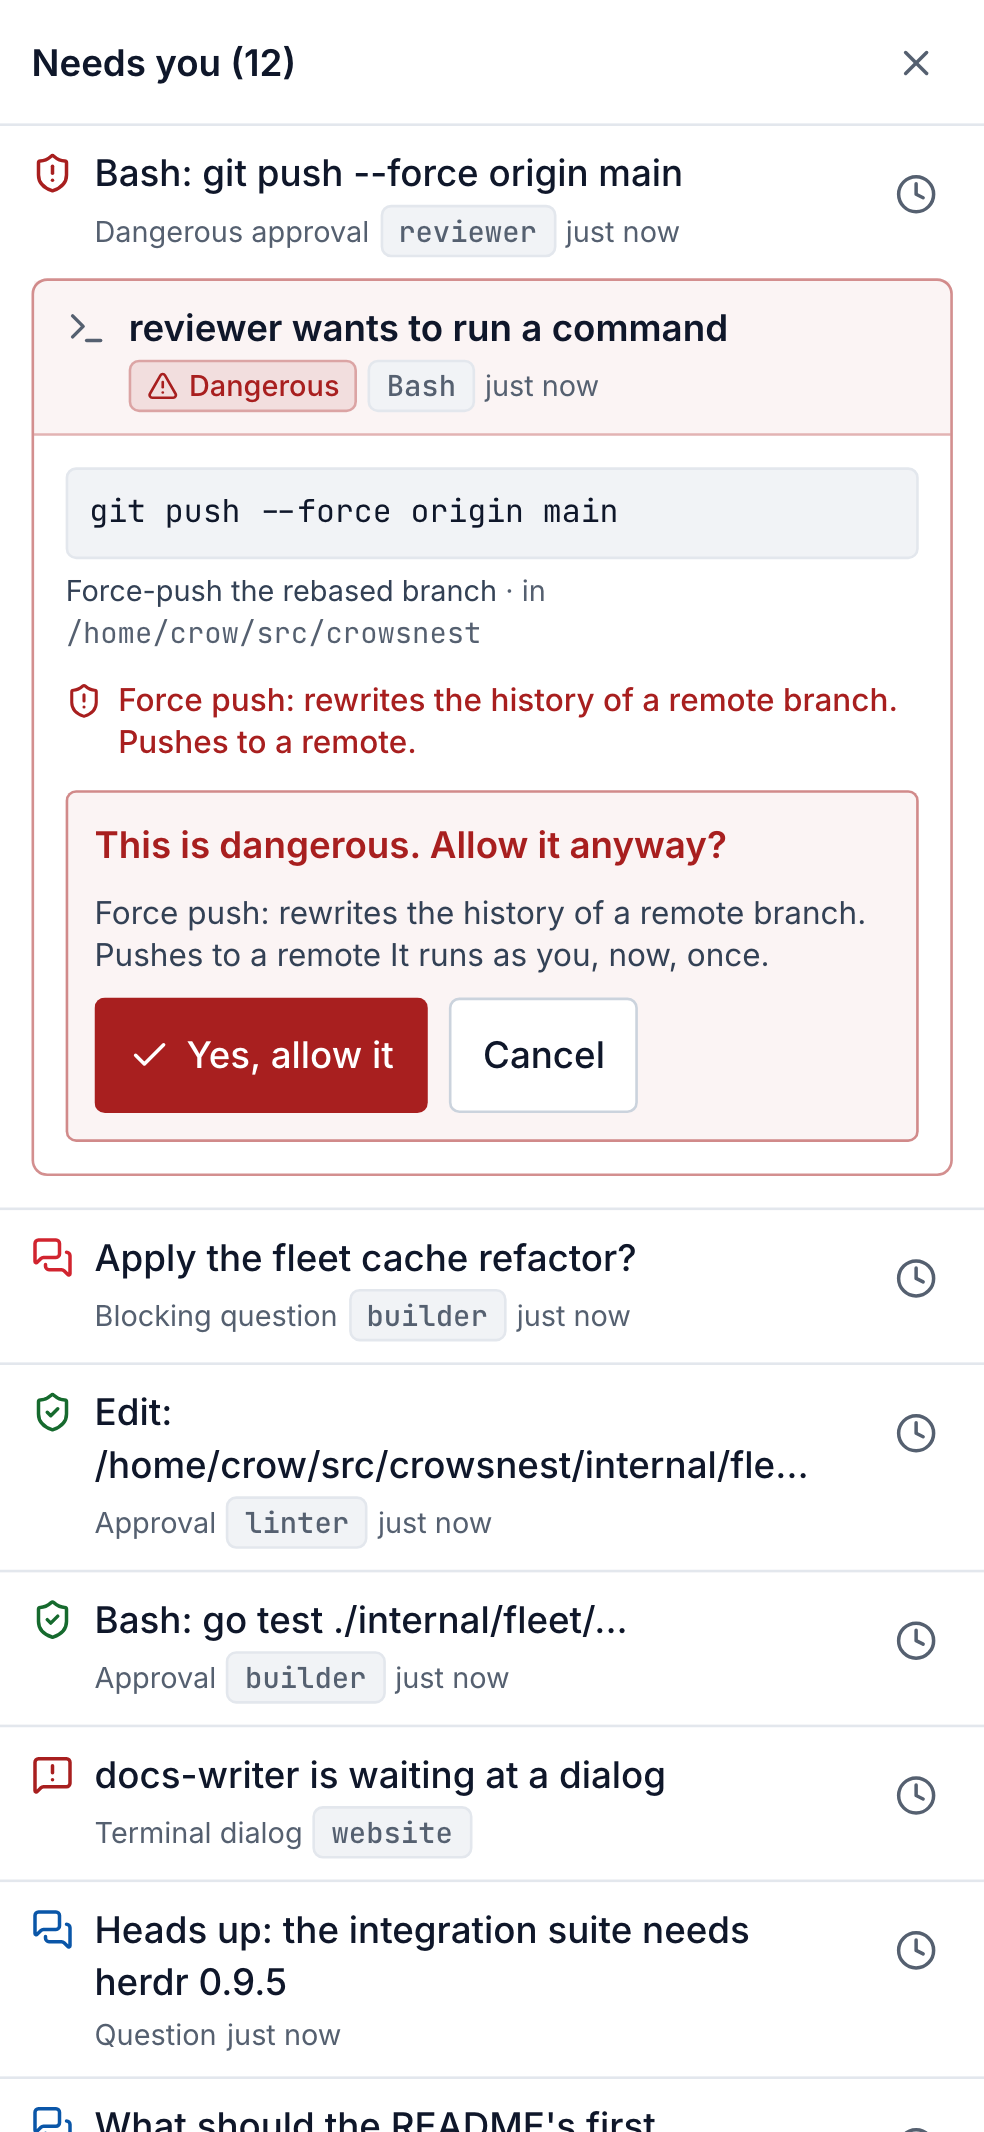 Needs you (12)
Bash: git push --force origin main
Dangerous approval reviewer just now
reviewer wants to run a command
Dangerous Bash just now
git push --force origin main
Force-push the rebased branch · in
/home/crow/src/crowsnest
Force push: rewrites the history of a remote branch.
Pushes to a remote.
This is dangerous. Allow it anyway?
Force push: rewrites the history of a remote branch.
Pushes to a remote It runs as you, now, once.
Yes, allow it Cancel
Apply the fleet cache refactor?
Blocking question builder just now
Edit:
/home/crow/src/crowsnest/internal/fle...
Approval linter just now
Bash: go test ./internal/fleet/...
Approval builder just now
docs-writer is waiting at a dialog
Terminal dialog website
Heads up: the integration suite needs
herdr 0.9.5
Question just now
What should the README's first